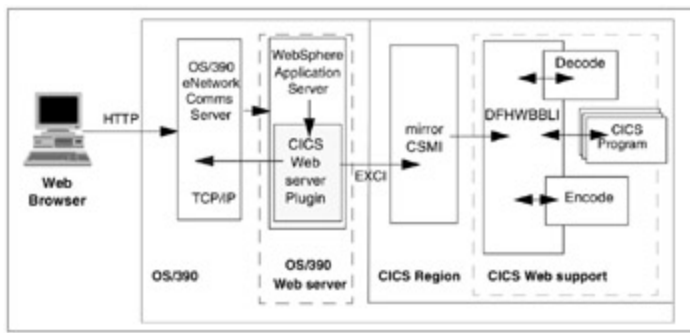 Web
Browser
HTTP
OS/390
eNetwork
Comms
Server
TCP/IP
OS/390
WebSphere
Application
Server
CICS
Web
server
Plugin
OS/390
Web server
EXCI
mirror
CSMI
CICS Region
DFHWBBLI
Decode
CICS
Program
Encode
CICS Web support